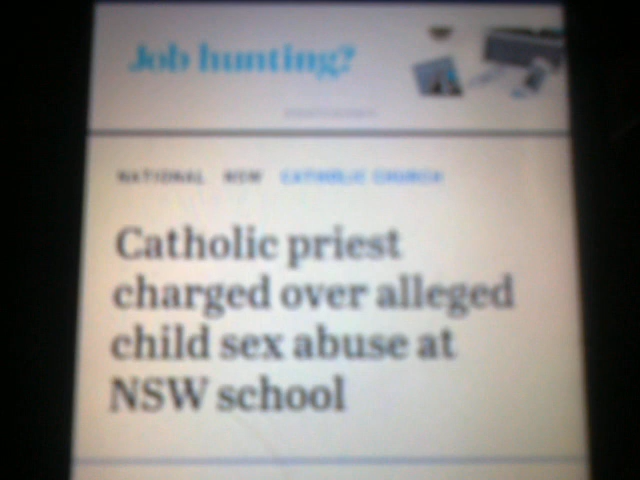 Job hunting?
NATIONAL NSW CATHOLIC CHURCH
Catholic priest
charged over alleged
child sex abuse at
NSW school